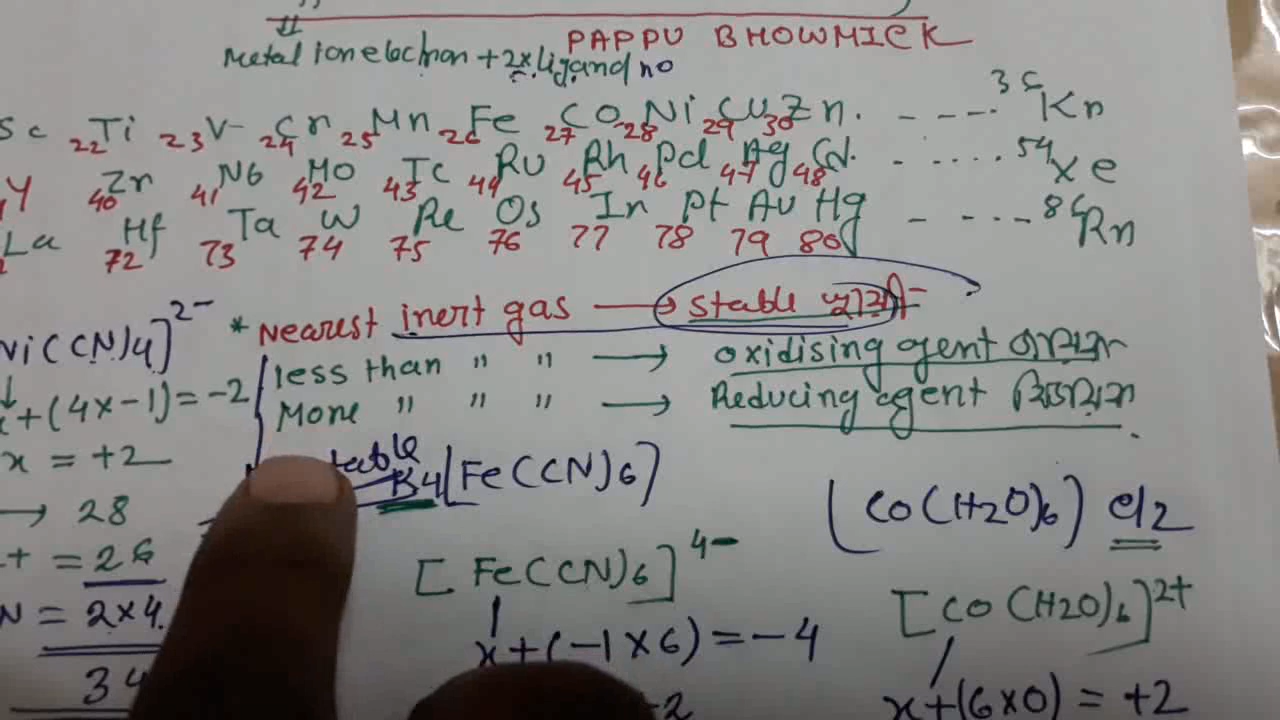 PAPPU BHOWMICK
Metal ion electron + 2x ligand no
Sc 22Ti 23V 24Cr 25Mn 26Fe 27CO 28Ni 29CU 30Zn. ---- Kr
Y 40Zr 41Nb 42Mo 43Tc 44RU 45Rh 46Pd 47Ag 48Cd. ---- 54Xe
La 72Hf 73Ta 74W 75Re 76Os 77Ir 78Pt 79AU 80Hg ---- Rn
Ni(CN)4]2-
* Nearest inert gas → stable
less than " " → oxidising agent
More " " → Reducing agent
+(4x-1) = -2
x = +2
→ 28
= 26
N = 2x4
34
K4[Fe(CN)6]
[Fe(CN)6]4-
x+(-1x6) = -4
(CO(H2O)6) Cl2
[CO(H2O)6]2+
x+(6x0) = +2